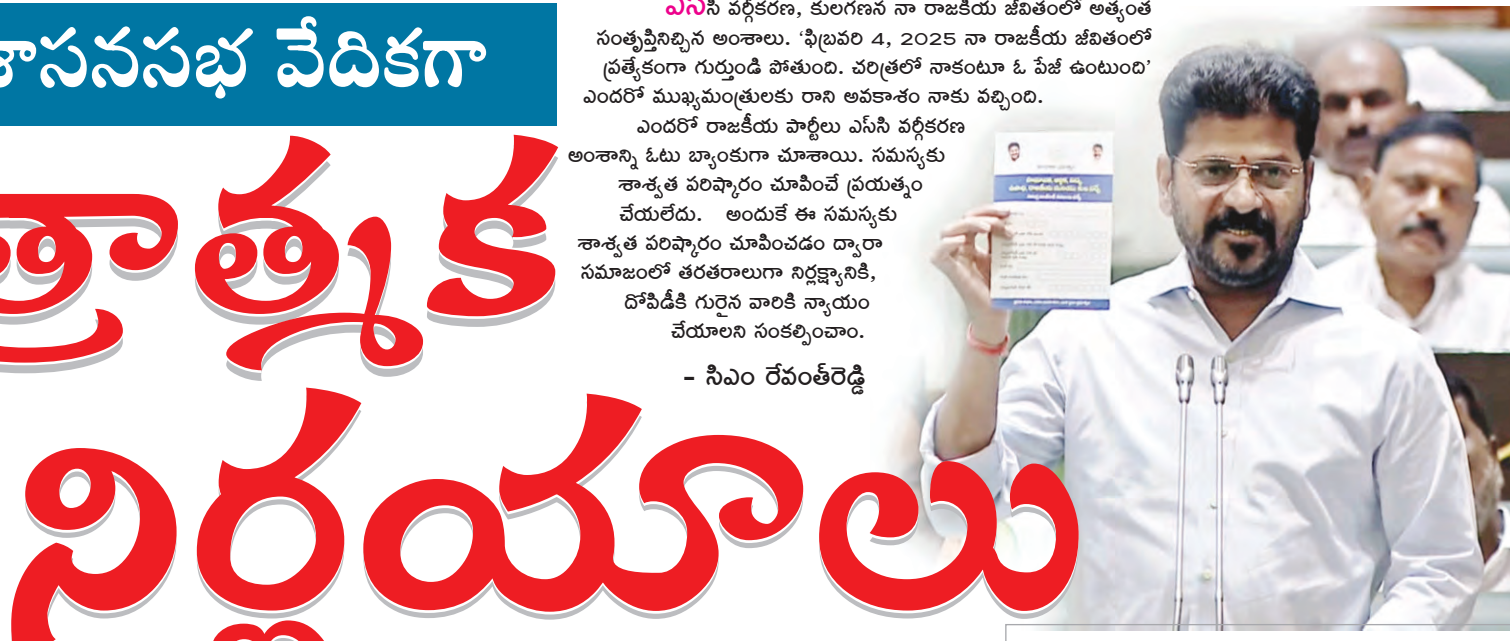 శాసనసభ వేదికగా
త్రాత్మక
నిర్ణయాలు
ఎస్సీ వర్గీకరణ, కులగణన నా రాజకీయ జీవితంలో అత్యంత
సంతృప్తినిచ్చిన అంశాలు. ‘ఫిబ్రవరి 4, 2025 నా రాజకీయ జీవితంలో
ప్రత్యేకంగా గుర్తుండి పోతుంది. చరిత్రలో నాకంటూ ఓ పేజీ ఉంటుంది’
ఎందరో ముఖ్యమంత్రులకు రాని అవకాశం నాకు వచ్చింది.
ఎందరో రాజకీయ పార్టీలు ఎస్‌సి వర్గీకరణ
అంశాన్ని ఓటు బ్యాంకుగా చూశాయి. సమస్యకు
శాశ్వత పరిష్కారం చూపించే ప్రయత్నం
చేయలేదు. అందుకే ఈ సమస్యకు
శాశ్వత పరిష్కారం చూపించడం ద్వారా
సమాజంలో తరతరాలుగా నిర్లక్ష్యానికి,
దోపిడీకి గురైన వారికి న్యాయం
చేయాలని సంకల్పించాం.
- సిఎం రేవంత్‌రెడ్డి